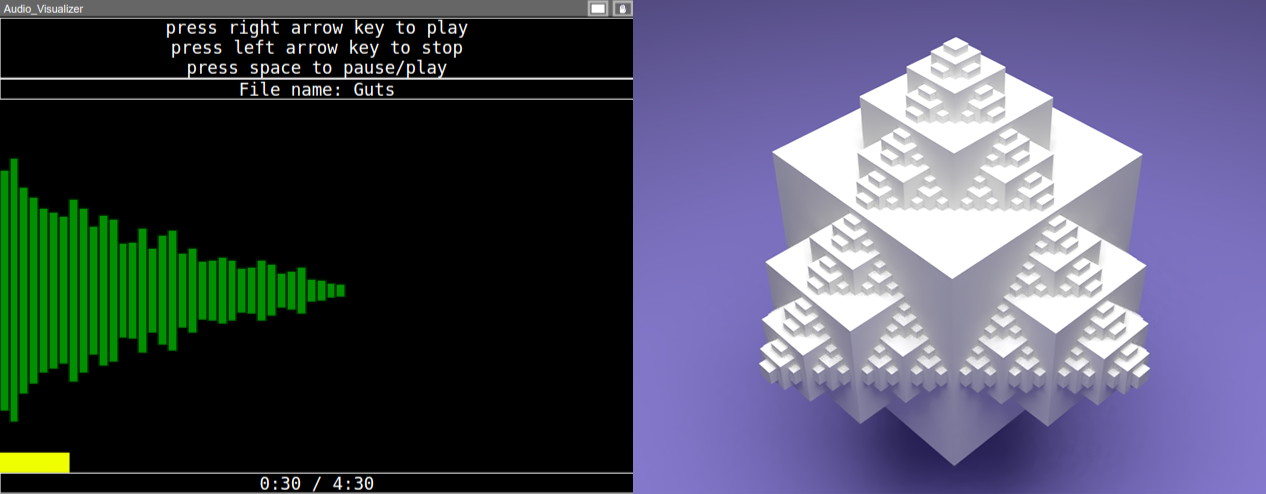 Audio_Visualizer
press right arrow key to play
press left arrow key to stop
press space to pause/play
File name: Guts
0:30 / 4:30